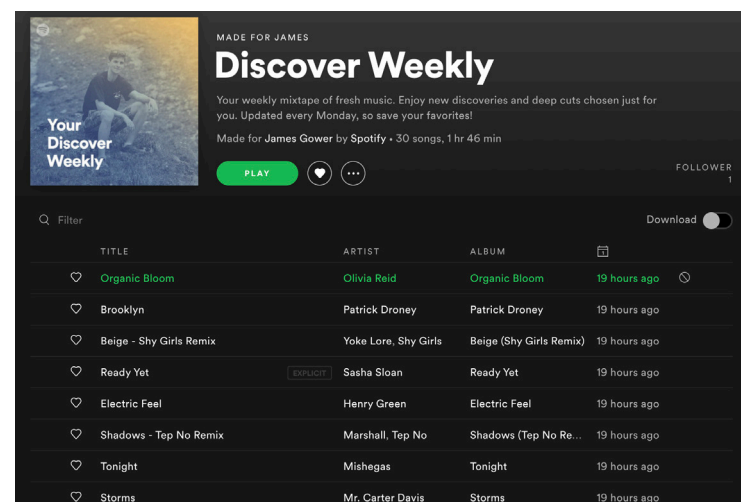 MADE FOR JAMES
Discover Weekly
Your weekly mixtape of fresh music. Enjoy new discoveries and deep cuts chosen just for
you. Updated every Monday, so save your favorites!
Made for James Gower by Spotify • 30 songs, 1 hr 46 min
Your
Discover
Weekly
PLAY
FOLLOWER
1
Filter
Download
TITLE ARTIST ALBUM
Organic Bloom Olivia Reid Organic Bloom 19 hours ago
Brooklyn Patrick Droney Patrick Droney 19 hours ago
Beige - Shy Girls Remix Yoke Lore, Shy Girls Beige (Shy Girls Remix) 19 hours ago
Ready Yet EXPLICIT Sasha Sloan Ready Yet 19 hours ago
Electric Feel Henry Green Electric Feel 19 hours ago
Shadows - Tep No Remix Marshall, Tep No Shadows (Tep No Re... 19 hours ago
Tonight Mishegas Tonight 19 hours ago
Storms Mr. Carter Davis Storms 19 hours ago